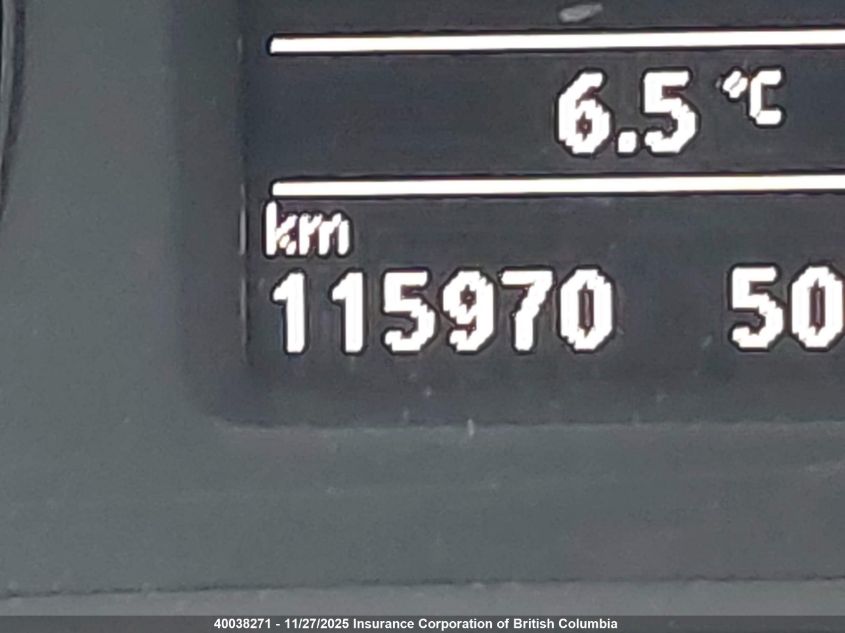 6.5 °C
km
115970 50
40038271 - 11/27/2025 Insurance Corporation of British Columbia